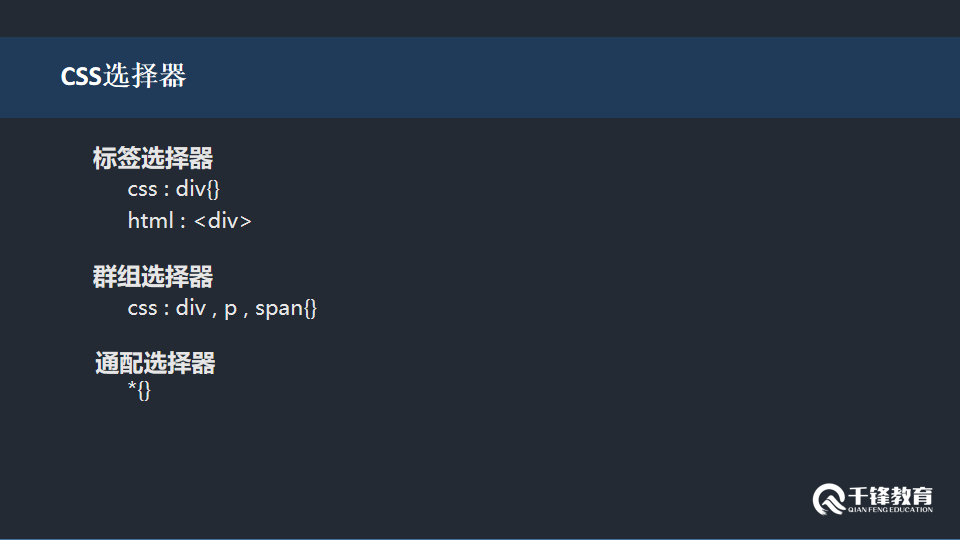 CSS选择器
标签选择器
css : div{}
html : <div>
群组选择器
css : div , p , span{}
通配选择器
*{}
千锋教育
QIAN FENG EDUCATION